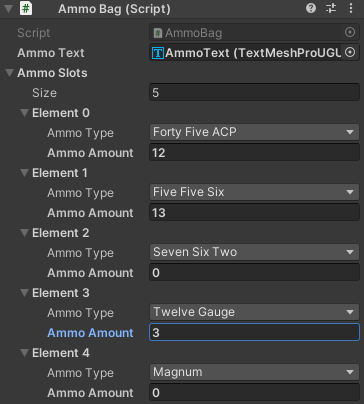 Ammo Bag (Script)
Script AmmoBag
Ammo Text AmmoText (TextMeshProUGU
Ammo Slots
Size 5
Element 0
Ammo Type Forty Five ACP
Ammo Amount 12
Element 1
Ammo Type Five Five Six
Ammo Amount 13
Element 2
Ammo Type Seven Six Two
Ammo Amount 0
Element 3
Ammo Type Twelve Gauge
Ammo Amount 3
Element 4
Ammo Type Magnum
Ammo Amount 0